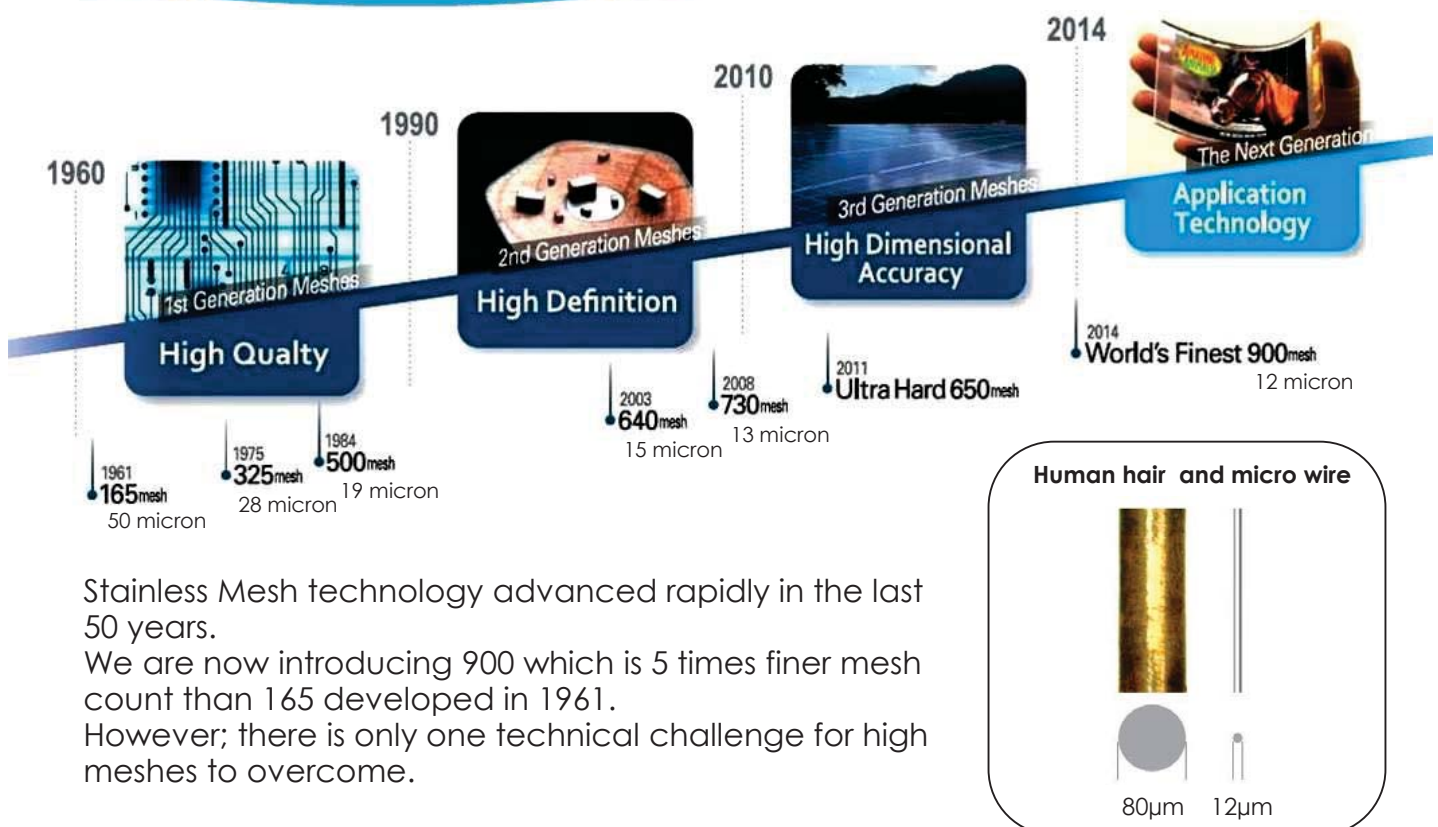 1960
1990
2010
2014
1st Generation Meshes
High Qualty
2nd Generation Meshes
High Definition
3rd Generation Meshes
High Dimensional
Accuracy
The Next Generation
Application
Technology
1961
165mesh
50 micron
1975
325mesh
28 micron
1984
500mesh
19 micron
2003
640mesh
15 micron
2008
730mesh
13 micron
2011
Ultra Hard 650mesh
2014
World's Finest 900mesh
12 micron
Stainless Mesh technology advanced rapidly in the last
50 years.
We are now introducing 900 which is 5 times finer mesh
count than 165 developed in 1961.
However; there is only one technical challenge for high
meshes to overcome.
Human hair and micro wire
80µm 12µm